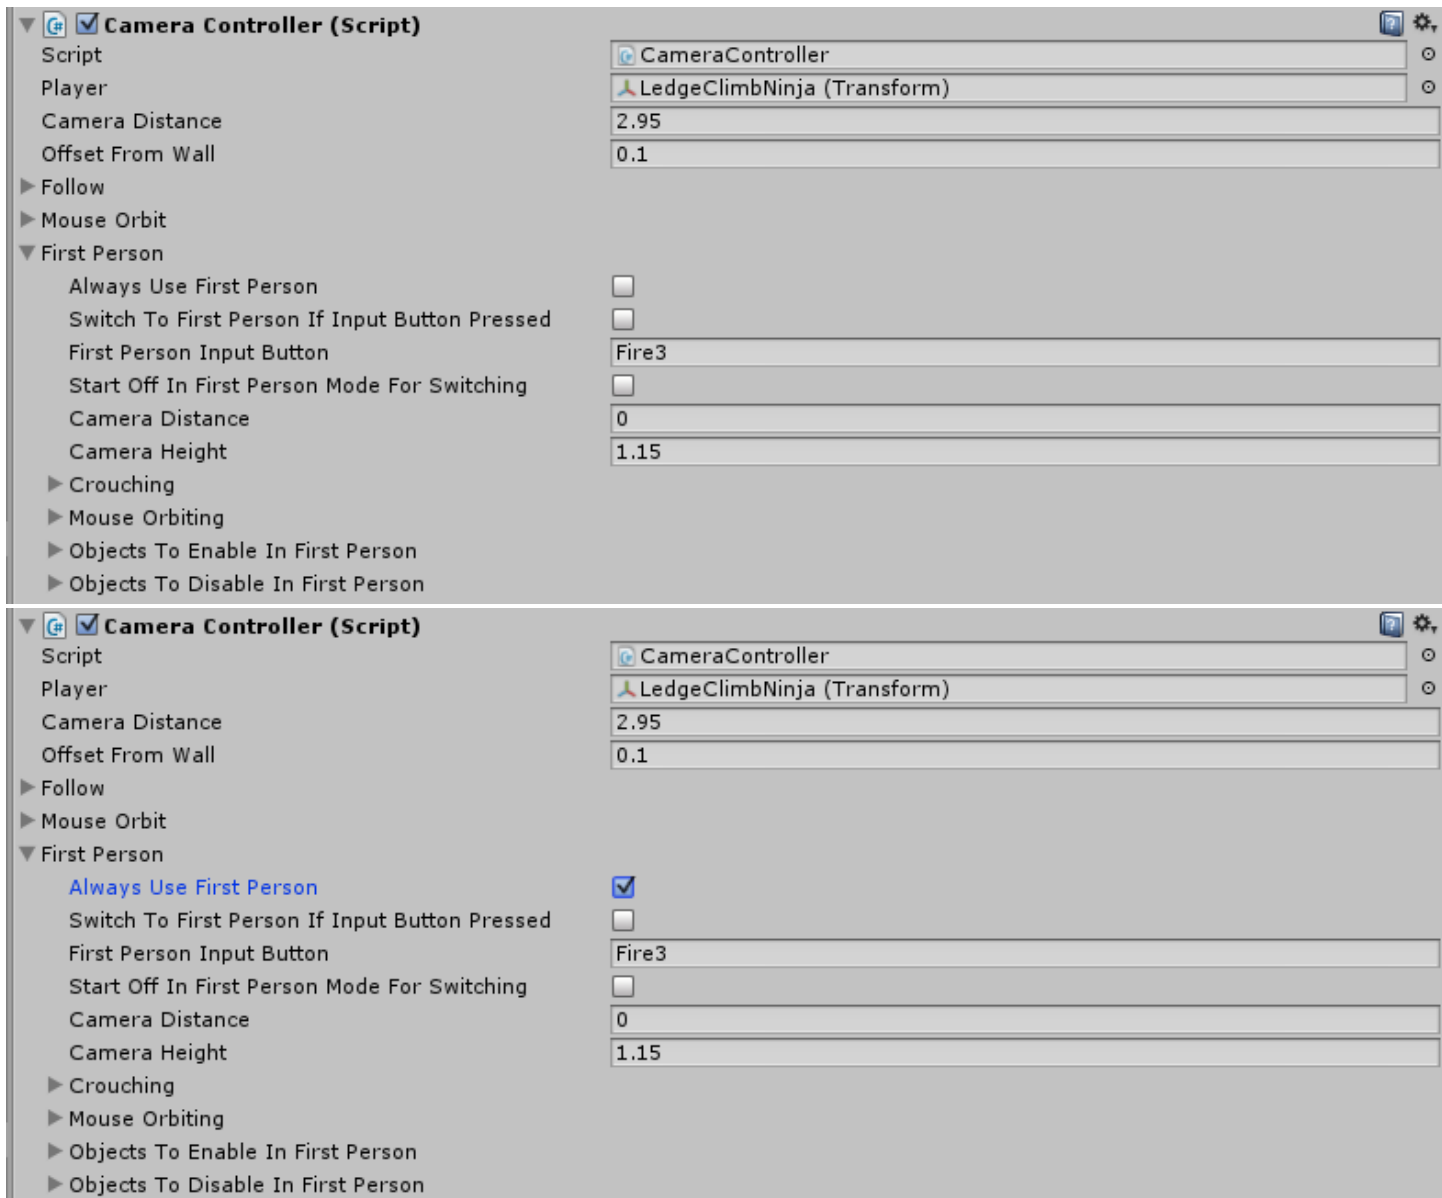 Camera Controller (Script)
Script CameraController
Player LedgeClimbNinja (Transform)
Camera Distance 2.95
Offset From Wall 0.1
Follow
Mouse Orbit
First Person
Always Use First Person
Switch To First Person If Input Button Pressed
First Person Input Button Fire3
Start Off In First Person Mode For Switching
Camera Distance 0
Camera Height 1.15
Crouching
Mouse Orbiting
Objects To Enable In First Person
Objects To Disable In First Person
Camera Controller (Script)
Script CameraController
Player LedgeClimbNinja (Transform)
Camera Distance 2.95
Offset From Wall 0.1
Follow
Mouse Orbit
First Person
Always Use First Person
Switch To First Person If Input Button Pressed
First Person Input Button Fire3
Start Off In First Person Mode For Switching
Camera Distance 0
Camera Height 1.15
Crouching
Mouse Orbiting
Objects To Enable In First Person
Objects To Disable In First Person